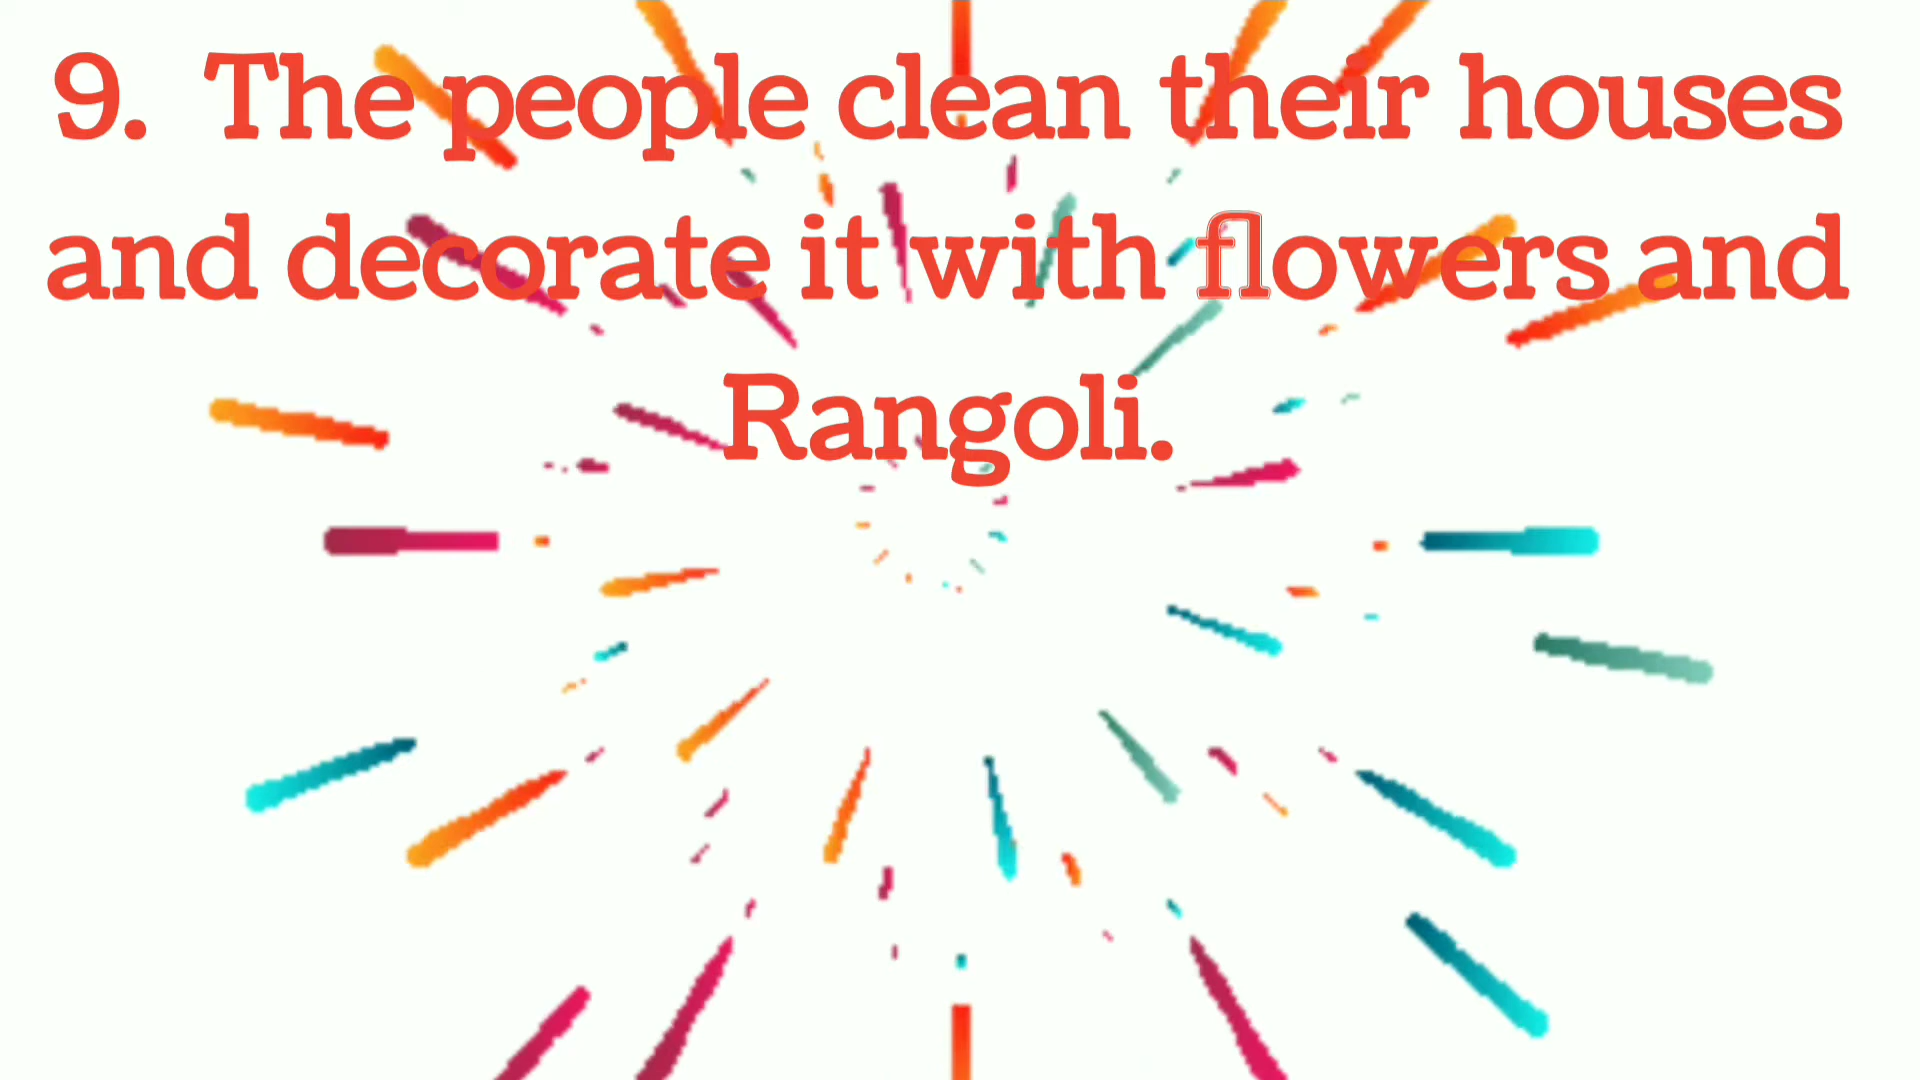 9. The people clean their houses
and decorate it with flowers and
Rangoli.